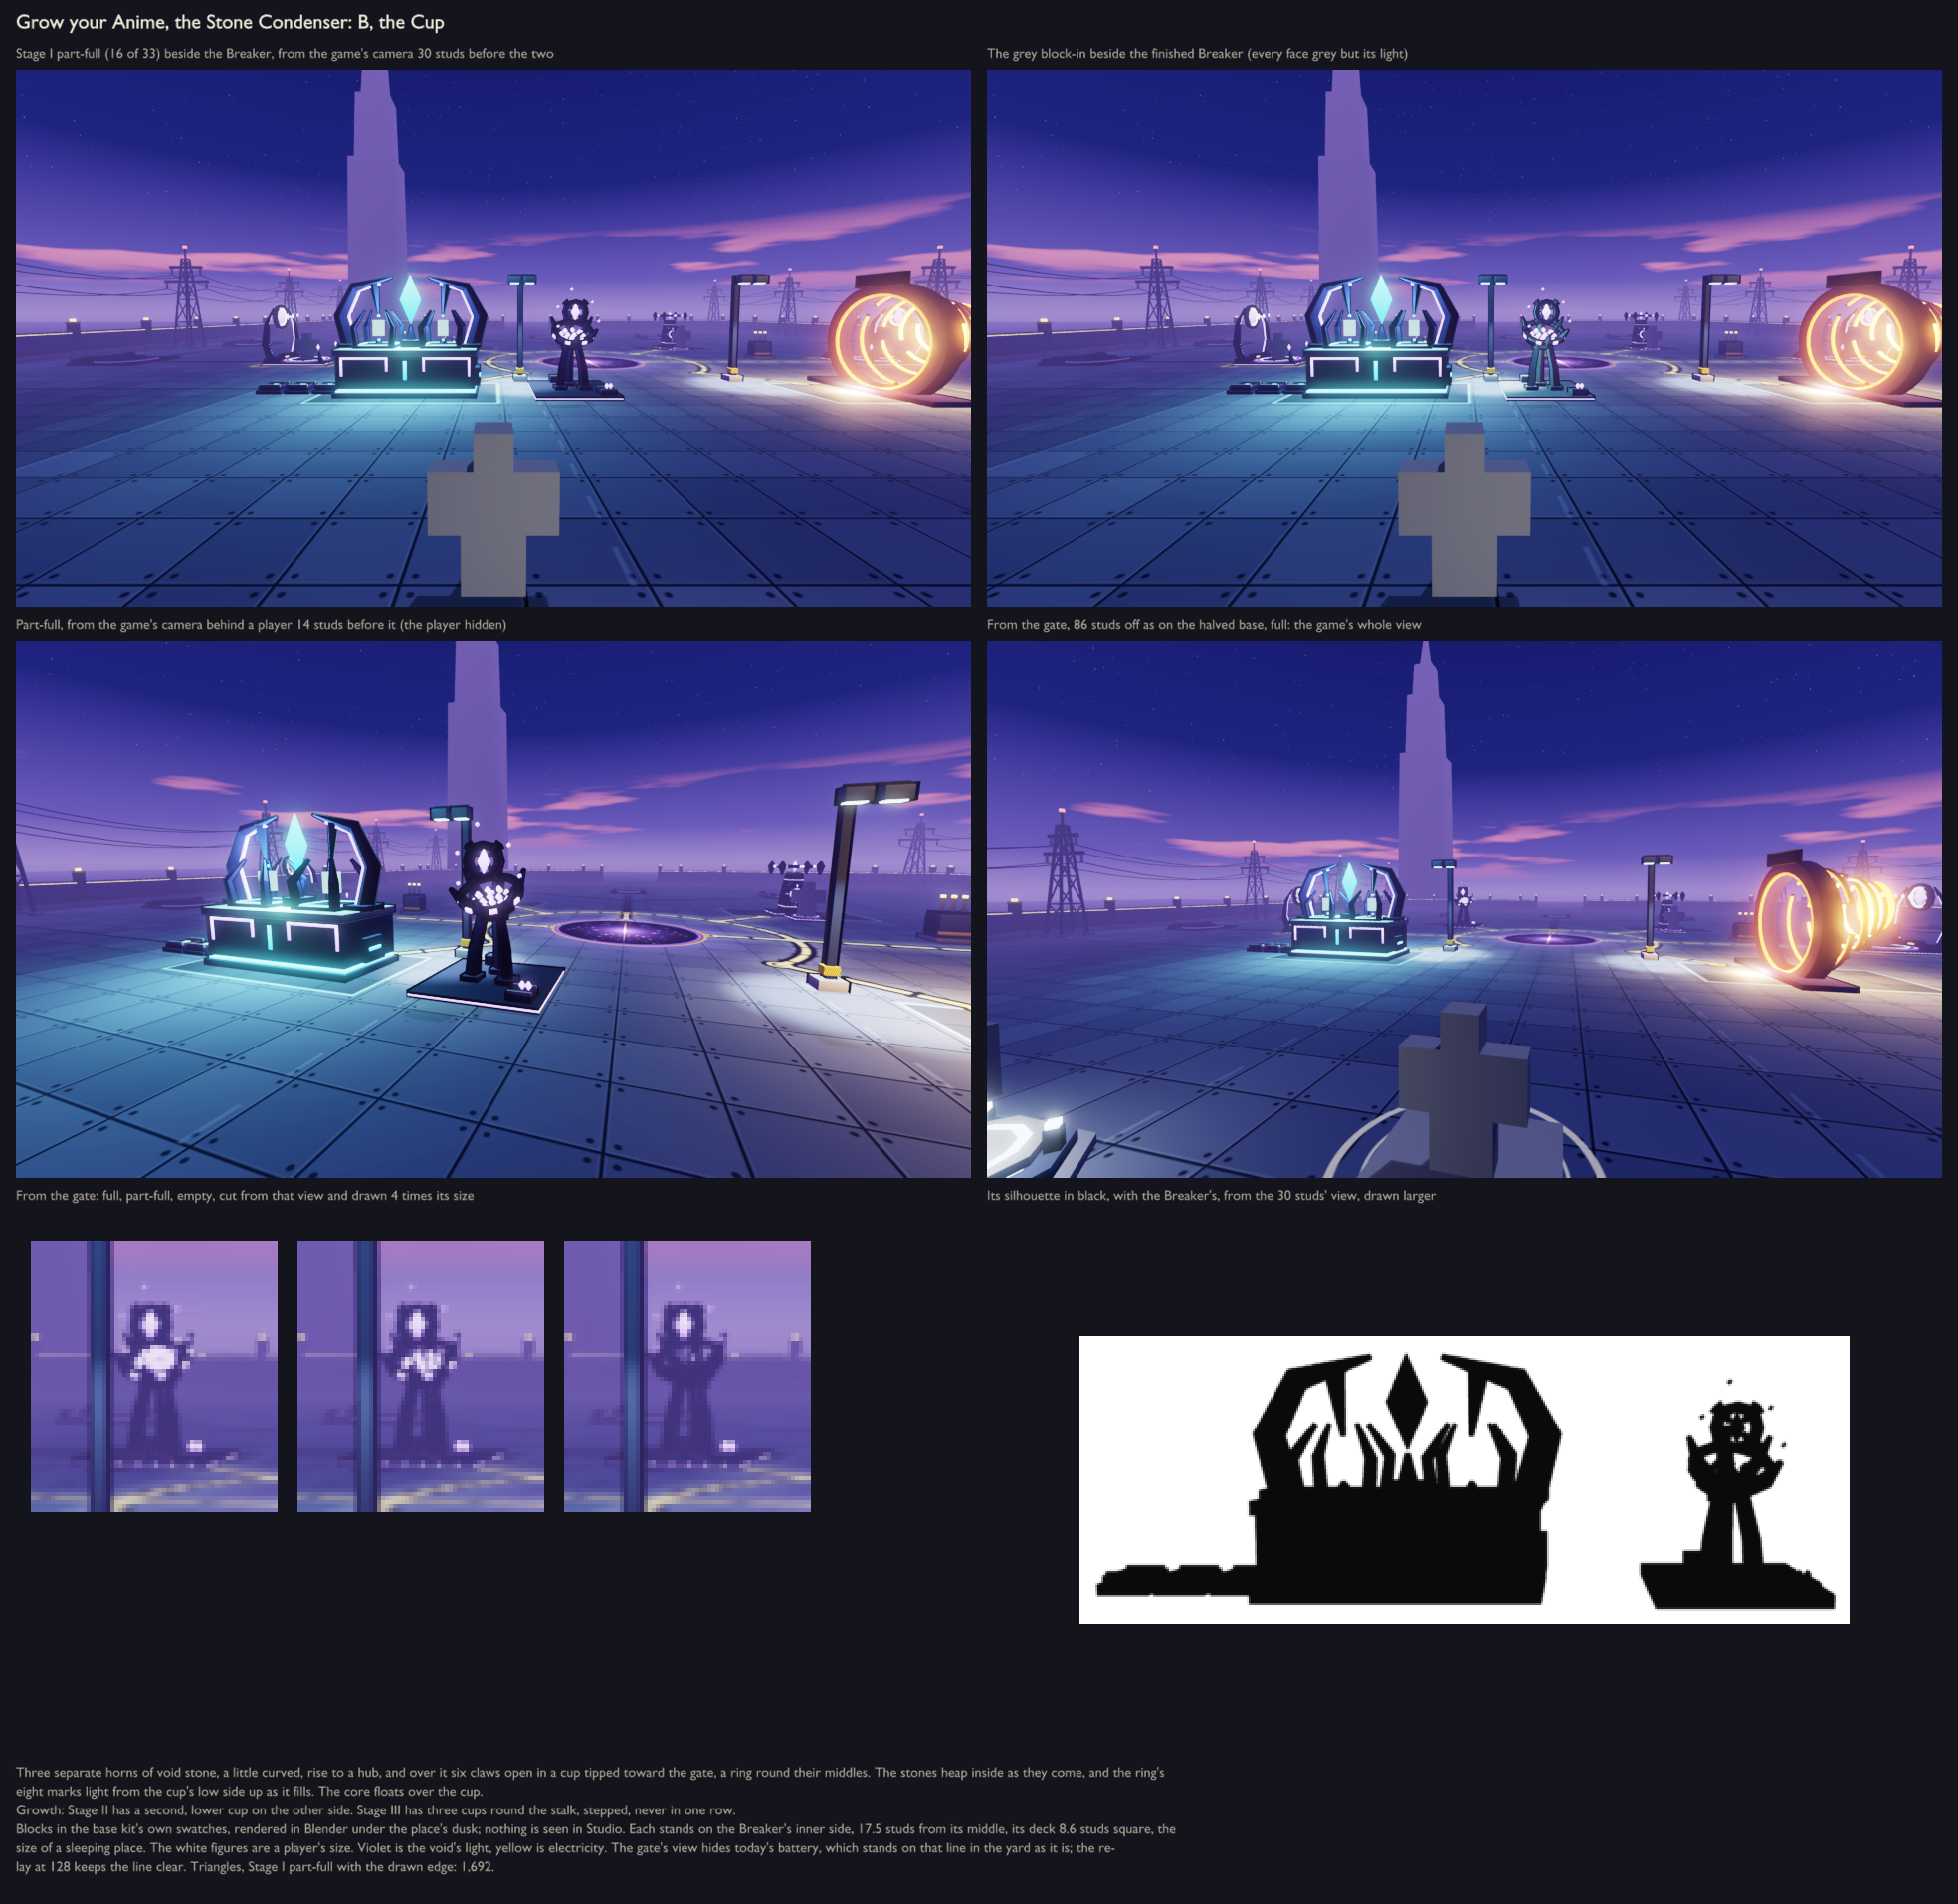 Grow your Anime, the Stone Condenser: B, the Cup
Stage I part-full (16 of 33) beside the Breaker, from the game's camera 30 studs before the two
The grey block-in beside the finished Breaker (every face grey but its light)
Part-full, from the game's camera behind a player 14 studs before it (the player hidden)
From the gate, 86 studs off as on the halved base, full: the game's whole view
From the gate: full, part-full, empty, cut from that view and drawn 4 times its size
Its silhouette in black, with the Breaker's, from the 30 studs' view, drawn larger
Three separate horns of void stone, a little curved, rise to a hub, and over it six claws open in a cup tipped toward the gate, a ring round their middles. The stones heap inside as they come, and the ring's
eight marks light from the cup's low side up as it fills. The core floats over the cup.
Growth: Stage II has a second, lower cup on the other side. Stage III has three cups round the stalk, stepped, never in one row.
Blocks in the base kit's own swatches, rendered in Blender under the place's dusk; nothing is seen in Studio. Each stands on the Breaker's inner side, 17.5 studs from its middle, its deck 8.6 studs square, the
size of a sleeping place. The white figures are a player's size. Violet is the void's light, yellow is electricity. The gate's view hides today's battery, which stands on that line in the yard as it is; the re-
lay at 128 keeps the line clear. Triangles, Stage I part-full with the drawn edge: 1,692.